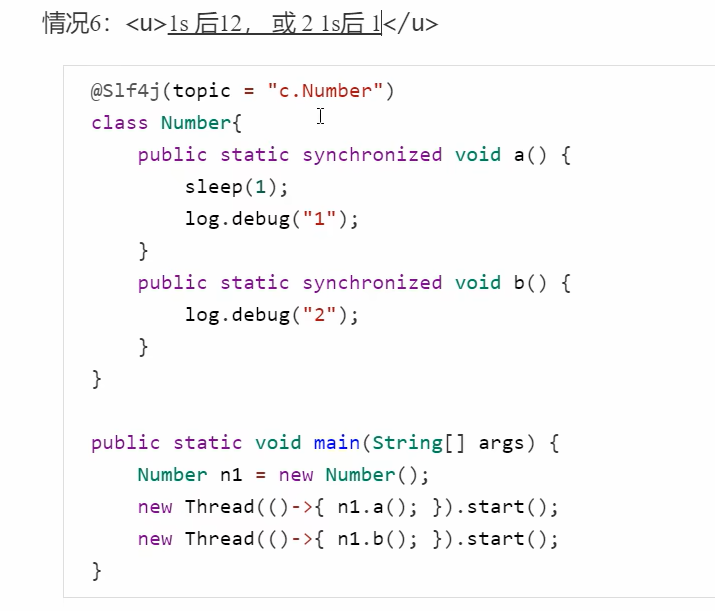 情况6：<u>1s 后12， 或 2 1s后 1</u>
@Slf4j(topic = "c.Number")
class Number{
    public static synchronized void a() {
        sleep(1);
        log.debug("1");
    }
    public static synchronized void b() {
        log.debug("2");
    }
}

public static void main(String[] args) {
    Number n1 = new Number();
    new Thread(()->{ n1.a(); }).start();
    new Thread(()->{ n1.b(); }).start();
}